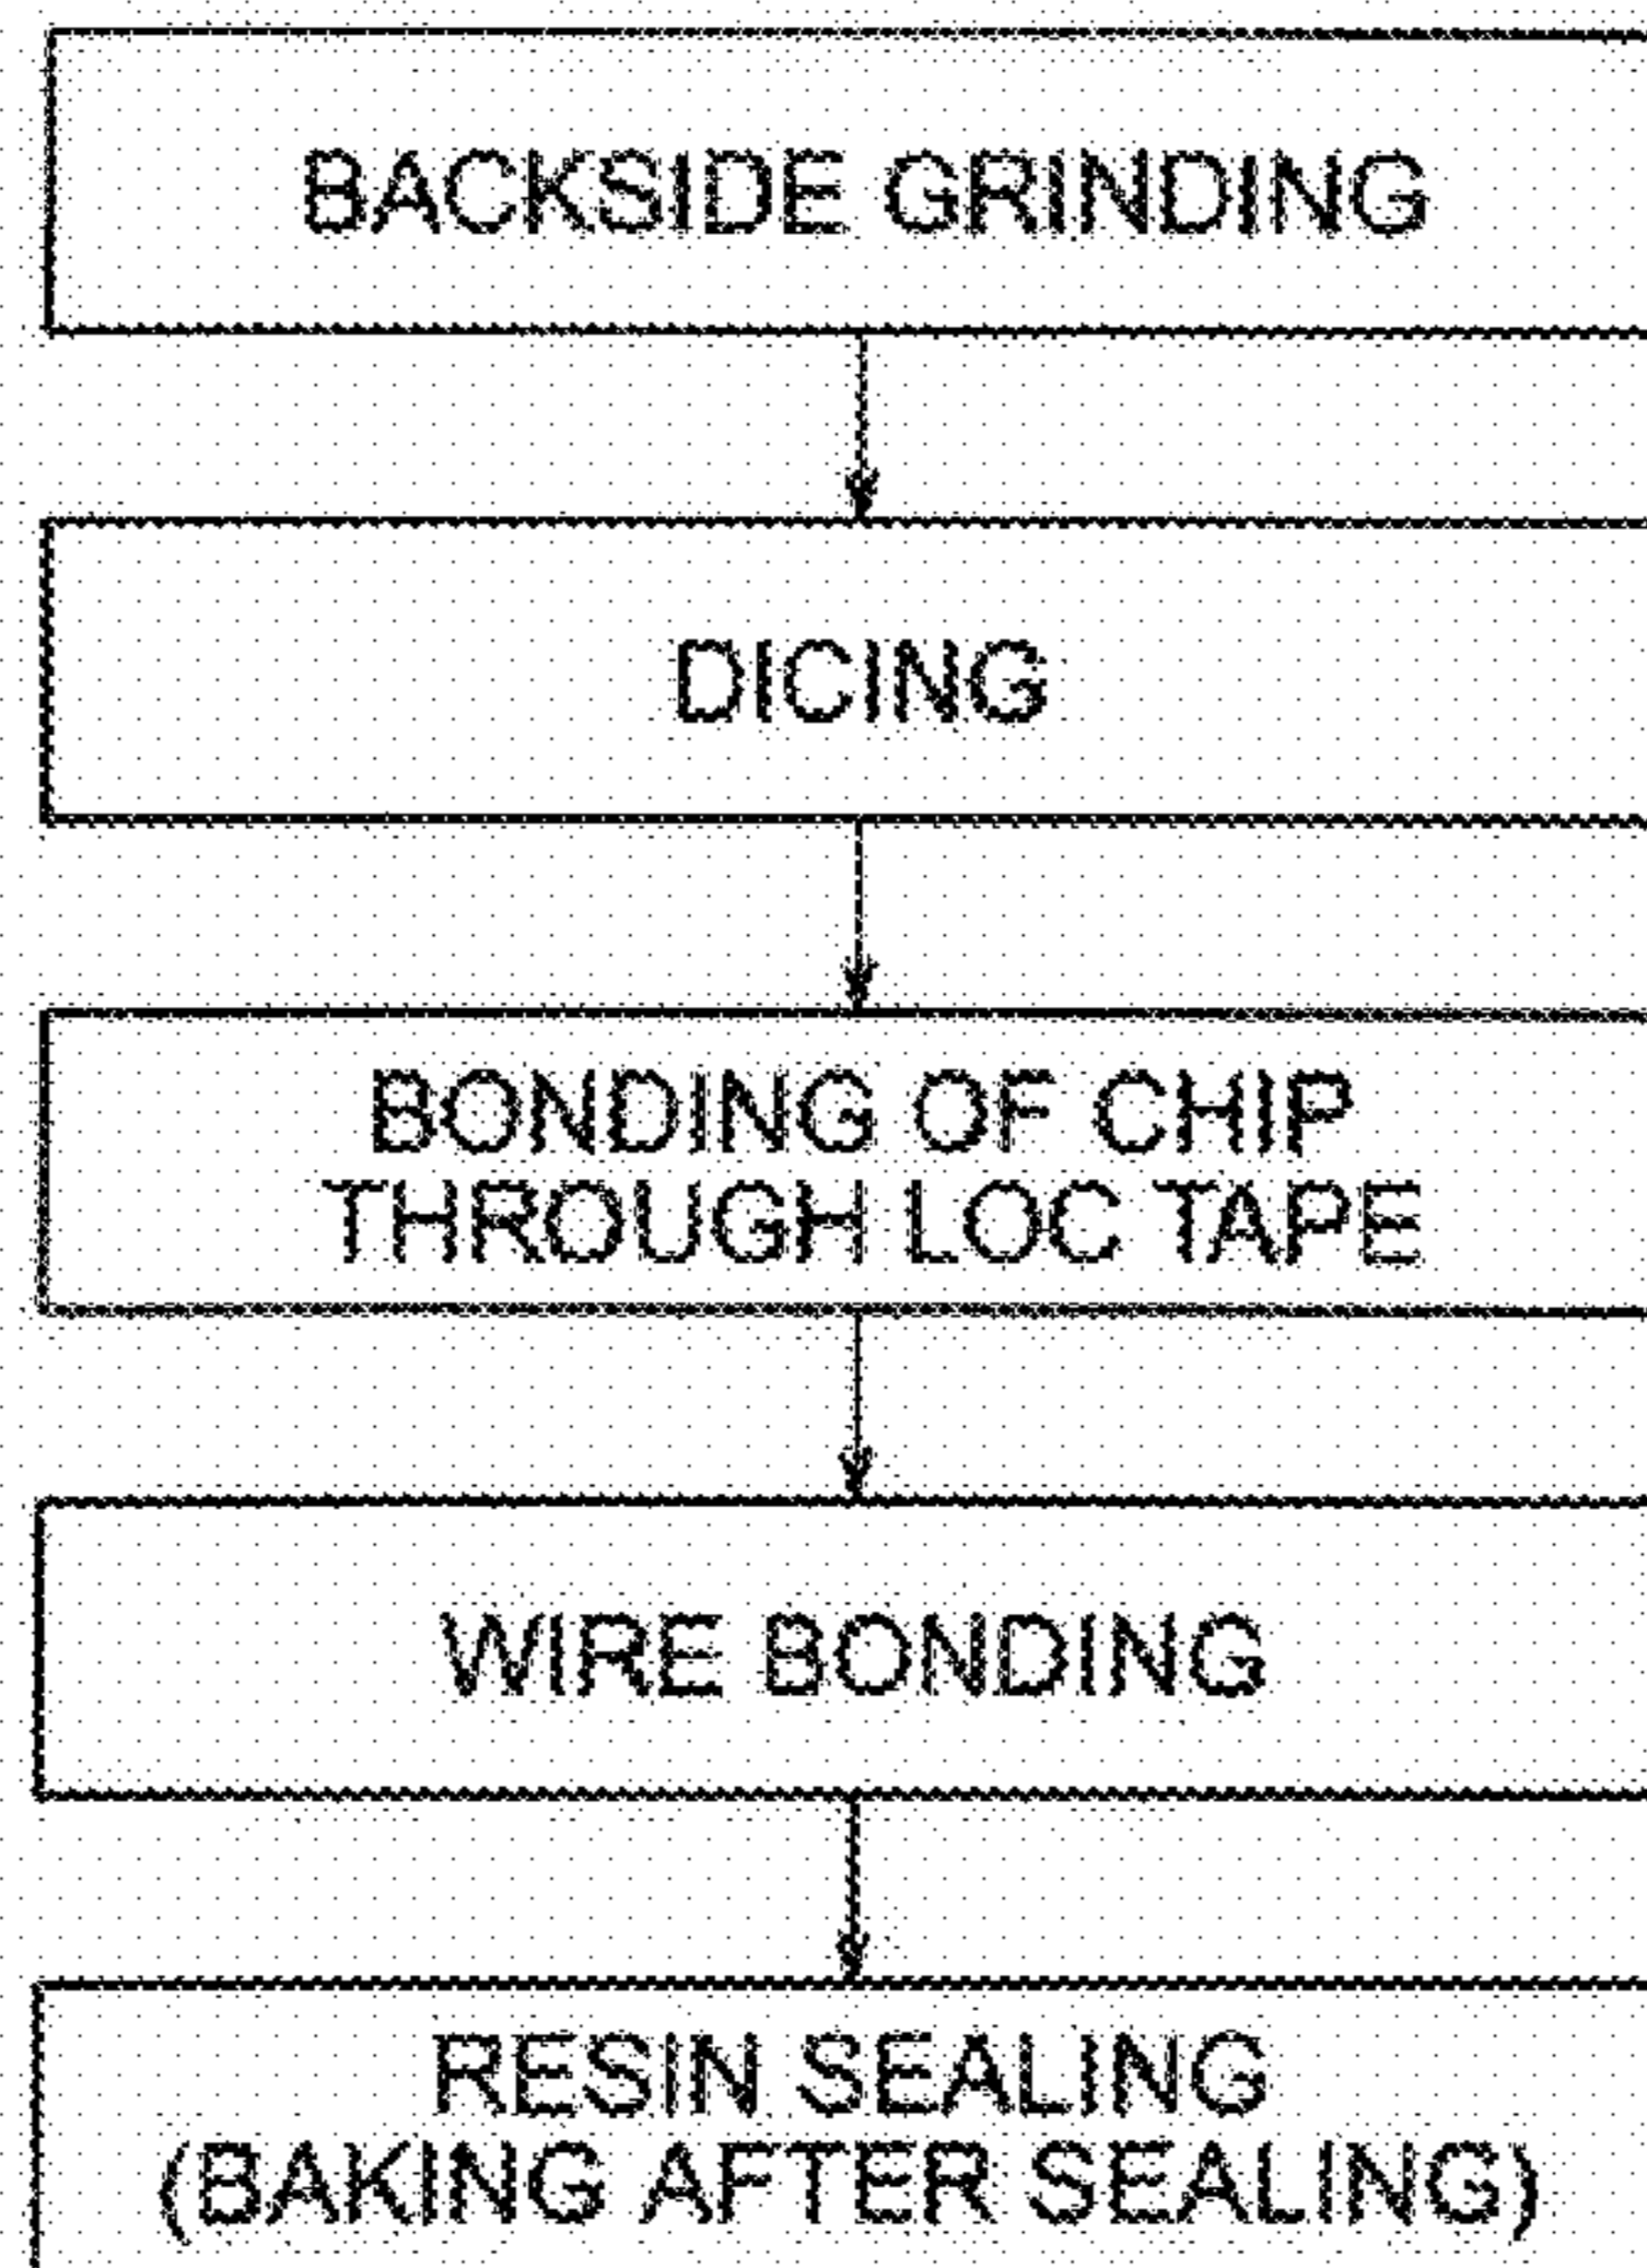 BACKSIDE GRINDING
DICING
BONDING OF CHIP
THROUGH LOC TAPE
WIRE BONDING
RESIN SEALING
(BAKING AFTER SEALING)